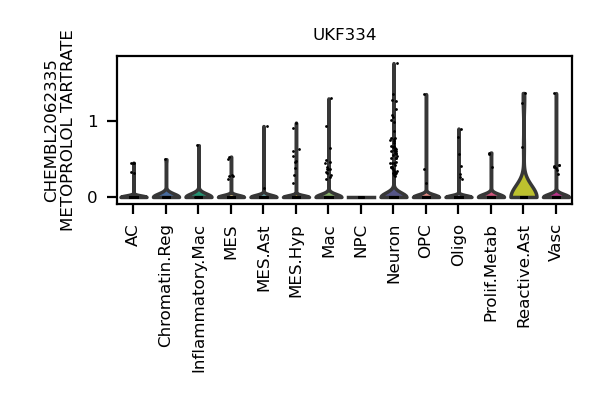 UKF334
CHEMBL2062335
METOPROLOL TARTRATE
1
0
AC
Chromatin.Reg
Inflammatory.Mac
MES
MES.Ast
MES.Hyp
Mac
NPC
Neuron
OPC
Oligo
Prolif.Metab
Reactive.Ast
Vasc